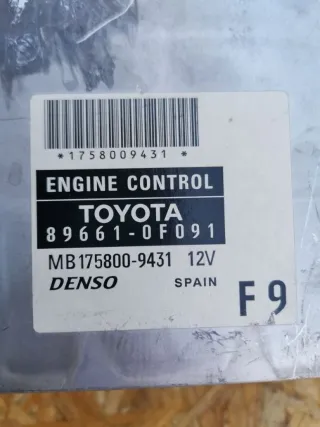 *1758009431*
ENGINE CONTROL
TOYOTA
89661-0F091
MB175800-9431 12V
DENSO SPAIN F9